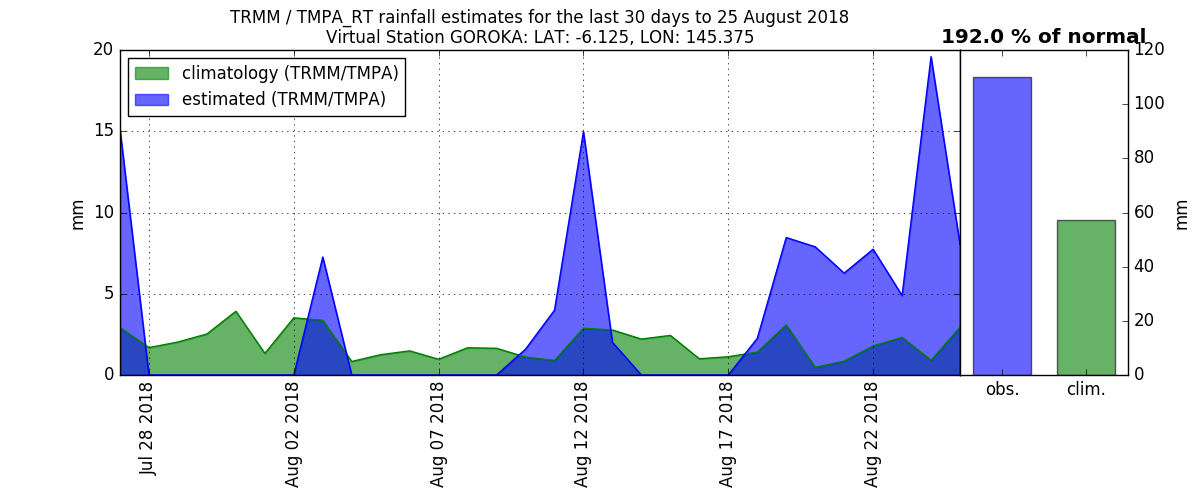 TRMM / TMPA_RT rainfall estimates for the last 30 days to 25 August 2018
Virtual Station GOROKA: LAT: -6.125, LON: 145.375
192.0 % of normal
climatology (TRMM/TMPA)
estimated (TRMM/TMPA)
20
15
10
5
0
mm
Jul 28 2018
Aug 02 2018
Aug 07 2018
Aug 12 2018
Aug 17 2018
Aug 22 2018
120
100
80
60
40
20
0
mm
obs.
clim.